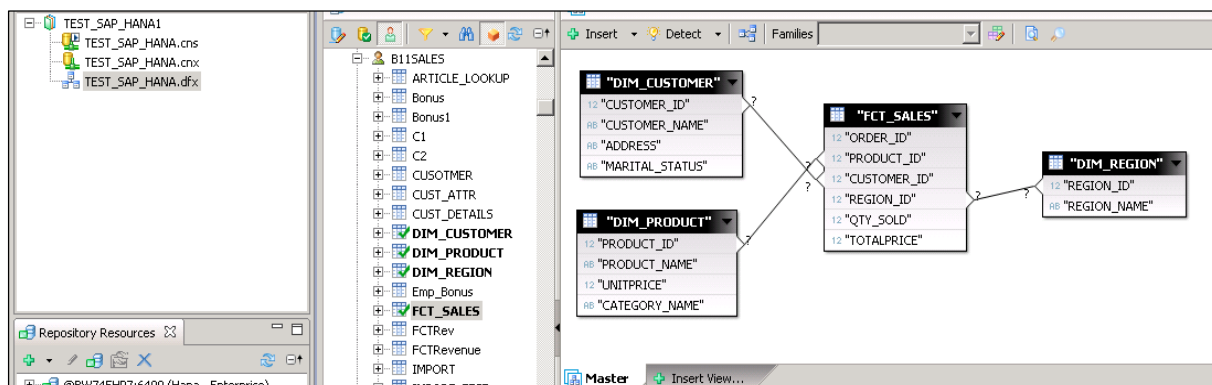 TEST_SAP_HANA1
TEST_SAP_HANA.cns
TEST_SAP_HANA.cnx
TEST_SAP_HANA.dfx
Repository Resources
B11SALES
ARTICLE_LOOKUP
Bonus
Bonus1
C1
C2
CUSOTMER
CUST_ATTR
CUST_DETAILS
DIM_CUSTOMER
DIM_PRODUCT
DIM_REGION
Emp_Bonus
FCT_SALES
FCTRev
FCTRevenue
IMPORT
Insert Detect Families
"DIM_CUSTOMER"
12 "CUSTOMER_ID"
AB "CUSTOMER_NAME"
AB "ADDRESS"
AB "MARITAL_STATUS"
"DIM_PRODUCT"
12 "PRODUCT_ID"
AB "PRODUCT_NAME"
12 "UNITPRICE"
AB "CATEGORY_NAME"
"FCT_SALES"
12 "ORDER_ID"
12 "PRODUCT_ID"
12 "CUSTOMER_ID"
12 "REGION_ID"
12 "QTY_SOLD"
12 "TOTALPRICE"
"DIM_REGION"
12 "REGION_ID"
AB "REGION_NAME"
? ? ? ? ? ?
Master Insert View...